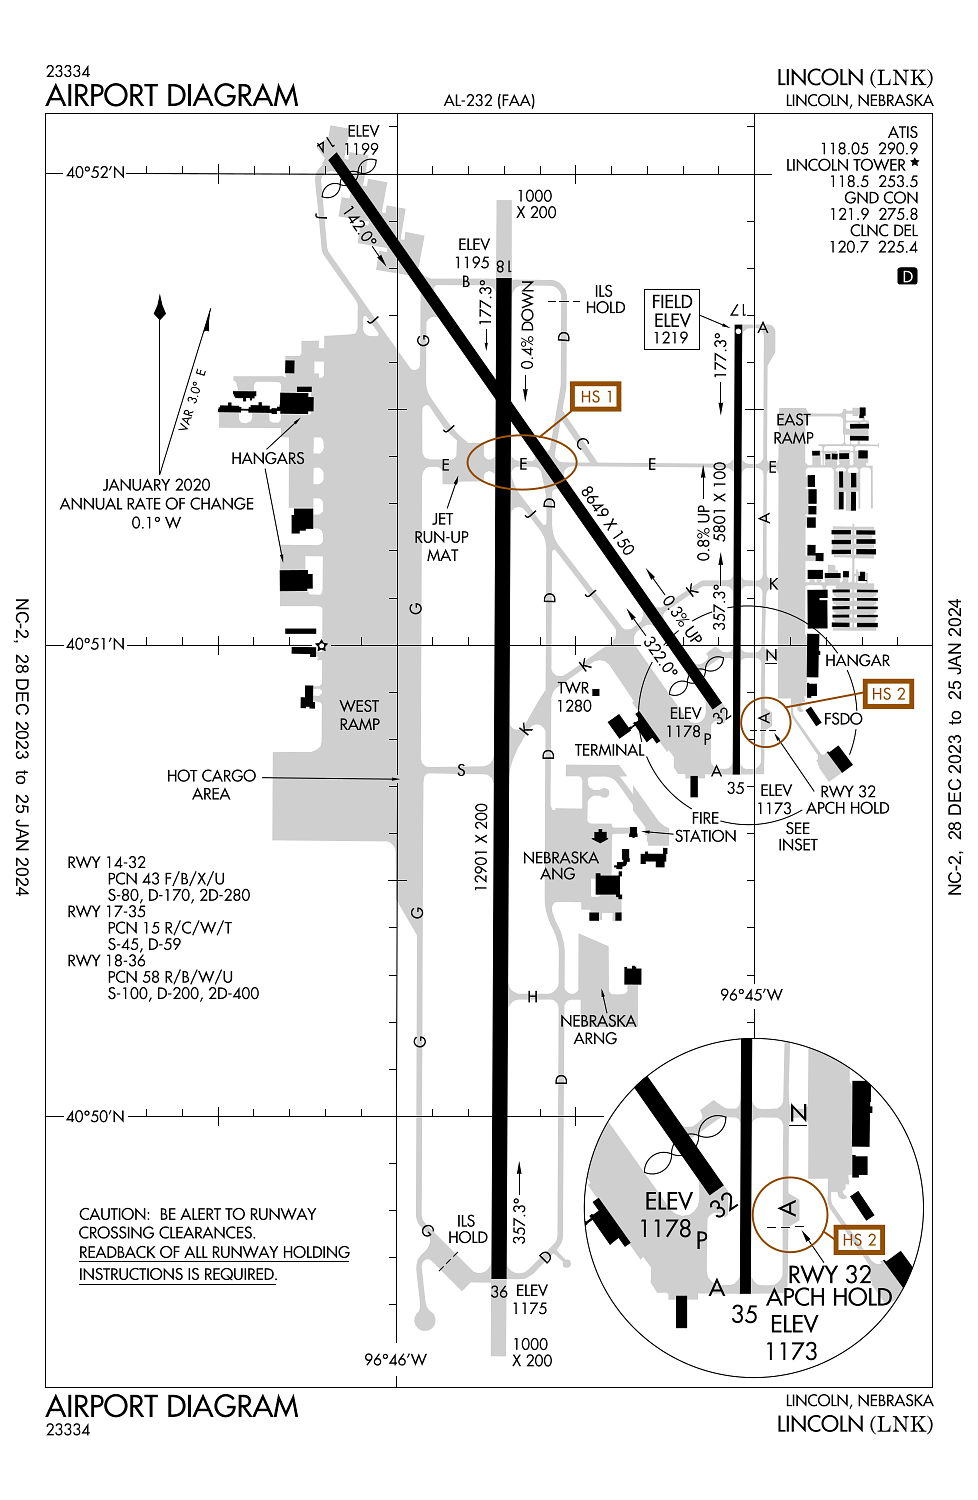 23334
AIRPORT DIAGRAM
AL-232 (FAA)
LINCOLN (LNK)
LINCOLN, NEBRASKA
ATIS
118.05 290.9
LINCOLN TOWER ★
118.5 253.5
GND CON
121.9 275.8
CLNC DEL
120.7 225.4
D
40°52'N
14
ELEV
1199
J
142.0°
1000
X 200
ELEV
1195
18
B
177.3°
0.4% DOWN
ILS
HOLD
D
FIELD
ELEV
1219
17
A
177.3°
VAR 3.0° E
JANUARY 2020
ANNUAL RATE OF CHANGE
0.1° W
J
G
HANGARS
HS 1
J
C
EAST
RAMP
E
E
E
E
JET
RUN-UP
MAT
J
D
8649 X 150
0.8% UP
5801 X 100
A
G
D
J
0.3% UP
K
357.3°
K
40°51'N
322.0°
N
HANGAR
K
TWR
1280
WEST
RAMP
ELEV
1178
32
P
A
HS 2
FSDO
TERMINAL
K
D
S
HOT CARGO
AREA
A
35
ELEV
1173
RWY 32
APCH HOLD
SEE
INSET
FIRE
STATION
12901 X 200
NEBRASKA
ANG
RWY 14-32
PCN 43 F/B/X/U
S-80, D-170, 2D-280
RWY 17-35
PCN 15 R/C/W/T
S-45, D-59
RWY 18-36
PCN 58 R/B/W/U
S-100, D-200, 2D-400
G
H
96°45'W
NEBRASKA
ARNG
G
D
40°50'N
CAUTION: BE ALERT TO RUNWAY
CROSSING CLEARANCES.
READBACK OF ALL RUNWAY HOLDING
INSTRUCTIONS IS REQUIRED.
G
ILS
HOLD
357.3°
D
36
ELEV
1175
1000
X 200
96°46'W
N
ELEV
1178
32
P
A
HS 2
A
35
RWY 32
APCH HOLD
ELEV
1173
NC-2, 28 DEC 2023 to 25 JAN 2024
NC-2, 28 DEC 2023 to 25 JAN 2024
AIRPORT DIAGRAM
23334
LINCOLN, NEBRASKA
LINCOLN (LNK)